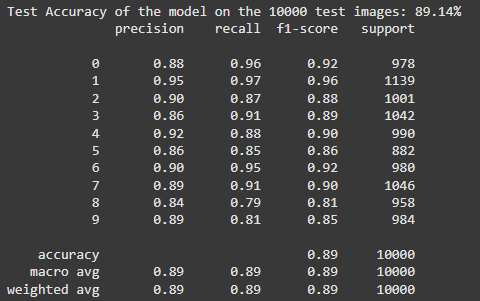 Test Accuracy of the model on the 10000 test images: 89.14%
precision recall f1-score support
0 0.88 0.96 0.92 978
1 0.95 0.97 0.96 1139
2 0.90 0.87 0.88 1001
3 0.86 0.91 0.89 1042
4 0.92 0.88 0.90 990
5 0.86 0.85 0.86 882
6 0.90 0.95 0.92 980
7 0.89 0.91 0.90 1046
8 0.84 0.79 0.81 958
9 0.89 0.81 0.85 984
accuracy 0.89 10000
macro avg 0.89 0.89 0.89 10000
weighted avg 0.89 0.89 0.89 10000